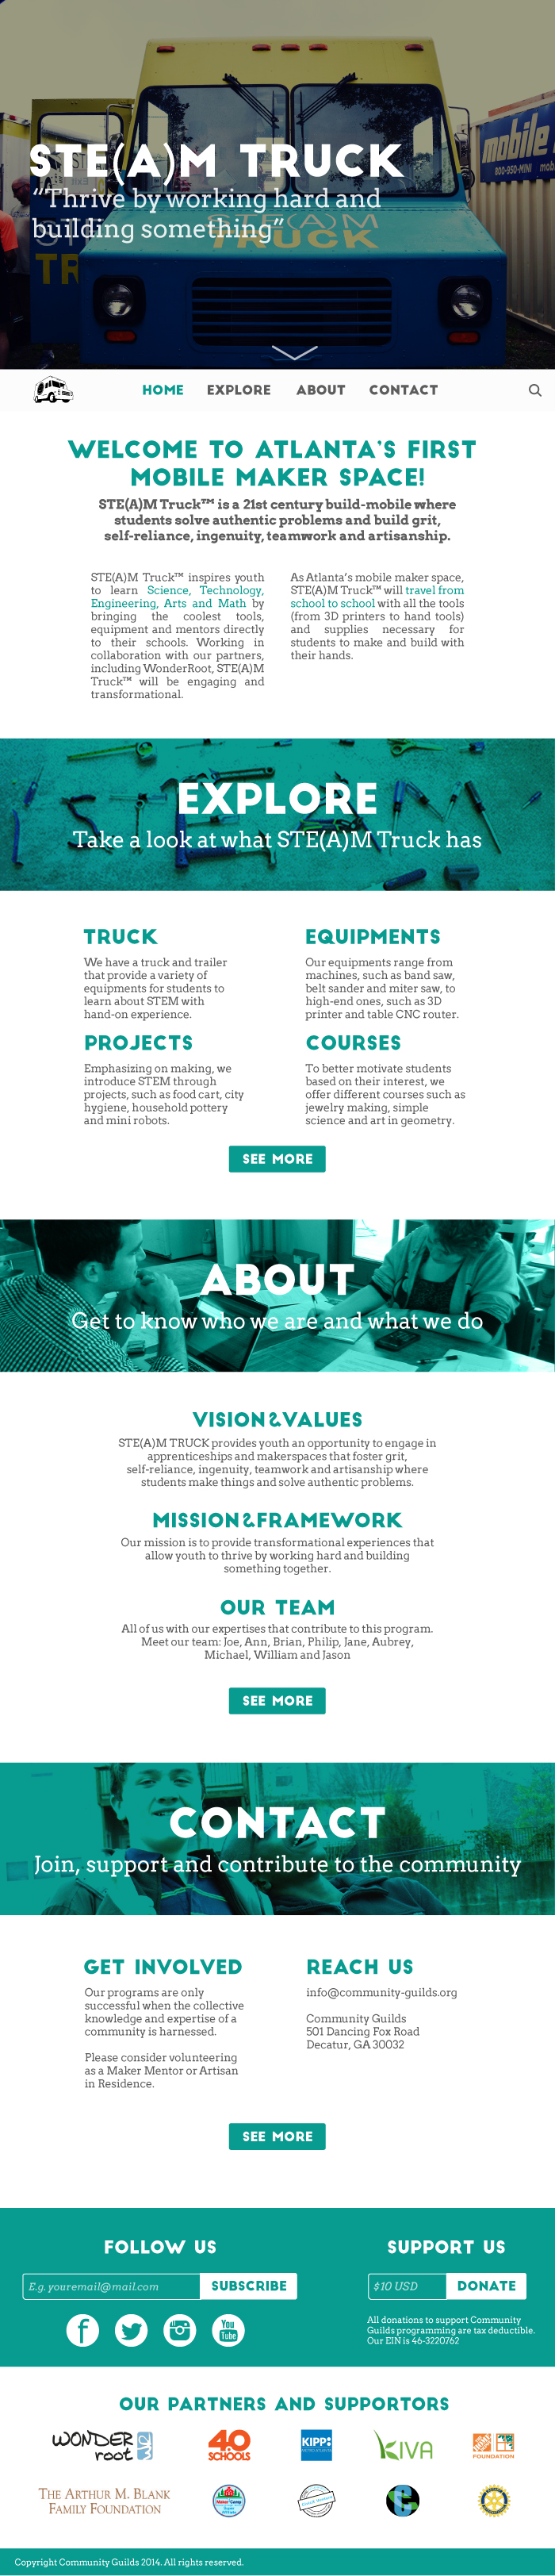 mobile
800-950-MINI mobi
STE(A)M TRUCK
“Thrive by working hard and
building something”
STE(A)M
TRUCK
ST
TR
HOME EXPLORE ABOUT CONTACT
WELCOME TO ATLANTA'S FIRST
MOBILE MAKER SPACE!
STE(A)M Truck™ is a 21st century build-mobile where
students solve authentic problems and build grit,
self-reliance, ingenuity, teamwork and artisanship.
STE(A)M Truck™ inspires youth
to learn Science, Technology,
Engineering, Arts and Math by
bringing the coolest tools,
equipment and mentors directly
to their schools. Working in
collaboration with our partners,
including WonderRoot, STE(A)M
Truck™ will be engaging and
transformational.
As Atlanta’s mobile maker space,
STE(A)M Truck™ will travel from
school to school with all the tools
(from 3D printers to hand tools)
and supplies necessary for
students to make and build with
their hands.
EXPLORE
Take a look at what STE(A)M Truck has
TRUCK
We have a truck and trailer
that provide a variety of
equipments for students to
learn about STEM with
hand-on experience.
EQUIPMENTS
Our equipments range from
machines, such as band saw,
belt sander and miter saw, to
high-end ones, such as 3D
printer and table CNC router.
PROJECTS
Emphasizing on making, we
introduce STEM through
projects, such as food cart, city
hygiene, household pottery
and mini robots.
COURSES
To better motivate students
based on their interest, we
offer different courses such as
jewelry making, simple
science and art in geometry.
SEE MORE
ABOUT
Get to know who we are and what we do
VISION&VALUES
STE(A)M TRUCK provides youth an opportunity to engage in
apprenticeships and makerspaces that foster grit,
self-reliance, ingenuity, teamwork and artisanship where
students make things and solve authentic problems.
MISSION&FRAMEWORK
Our mission is to provide transformational experiences that
allow youth to thrive by working hard and building
something together.
OUR TEAM
All of us with our expertises that contribute to this program.
Meet our team: Joe, Ann, Brian, Philip, Jane, Aubrey,
Michael, William and Jason
SEE MORE
CONTACT
Join, support and contribute to the community
GET INVOLVED
Our programs are only
successful when the collective
knowledge and expertise of a
community is harnessed.
Please consider volunteering
as a Maker Mentor or Artisan
in Residence.
REACH US
info@community-guilds.org
Community Guilds
501 Dancing Fox Road
Decatur, GA 30032
SEE MORE
FOLLOW US
E.g. youremail@mail.com SUBSCRIBE
You
Tube
SUPPORT US
$10 USD DONATE
All donations to support Community
Guilds programming are tax deductible.
Our EIN is 46-3220762
OUR PARTNERS AND SUPPORTORS
WONDER
root
40
SCHOOLS
KIPP:
KIVA
FOUNDATION
THE ARTHUR M. BLANK
FAMILY FOUNDATION
Copyright Community Guilds 2014. All rights reserved.